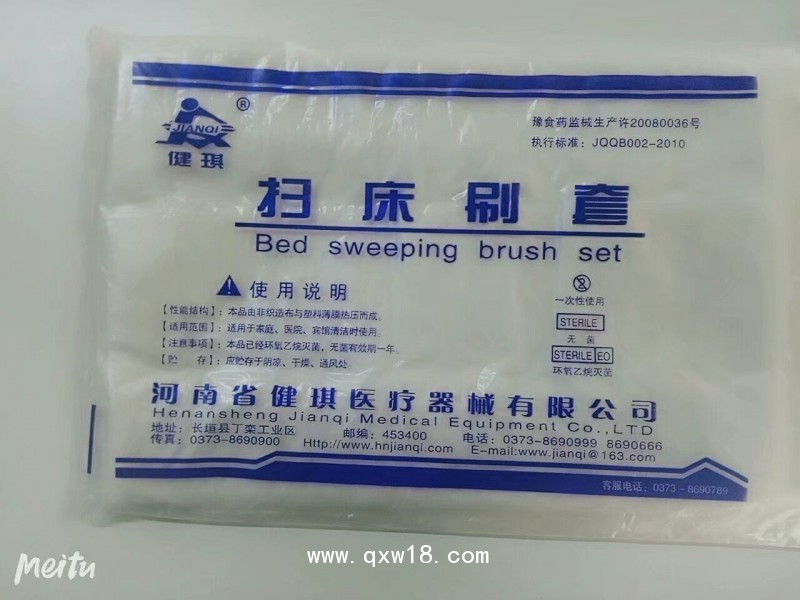 JIANQI ®
健琪
豫食药监械生产许20080036号
执行标准：JQQB002-2010
扫床刷套
Bed sweeping brush set
使用说明
【性能结构】：本品由非织造布与塑料薄膜热压而成。
【适用范围】：适用于家庭、医院、宾馆清洁时使用。
【注意事项】：本品已经环氧乙烷灭菌，无菌有效期一年。
【贮 存】：应贮存于阴凉、干燥、通风处。
2
一次性使用
STERILE
无 菌
STERILE EO
环氧乙烷灭菌
河南省健琪医疗器械有限公司
Henansheng Jianqi Medical Equipment Co.,LTD
地址：长垣县丁栾工业区 邮编：453400 电话：0373-8690999 8690666
传真：0373-8690900 Http://www.hnjianqi.com E-mail:www.jianqi@163.com
客服电话：0373-8690789
www.qxw18.com
Meitu